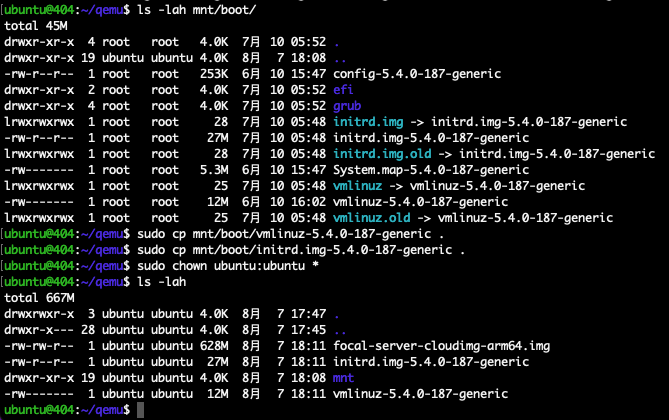 ubuntu@404:~/qemu$ ls -lah mnt/boot/
total 45M
drwxr-xr-x  4 root   root   4.0K  7月 10 05:52 .
drwxr-xr-x 19 ubuntu ubuntu 4.0K  8月  7 18:08 ..
-rw-r--r--  1 root   root   253K  6月 10 15:47 config-5.4.0-187-generic
drwxr-xr-x  2 root   root   4.0K  7月 10 05:52 efi
drwxr-xr-x  4 root   root   4.0K  7月 10 05:52 grub
lrwxrwxrwx  1 root   root     28  7月 10 05:48 initrd.img -> initrd.img-5.4.0-187-generic
-rw-r--r--  1 root   root    27M  7月 10 05:48 initrd.img-5.4.0-187-generic
lrwxrwxrwx  1 root   root     28  7月 10 05:48 initrd.img.old -> initrd.img-5.4.0-187-generic
-rw-------  1 root   root   5.3M  6月 10 15:47 System.map-5.4.0-187-generic
lrwxrwxrwx  1 root   root     25  7月 10 05:48 vmlinuz -> vmlinuz-5.4.0-187-generic
-rw-------  1 root   root    12M  6月 10 16:02 vmlinuz-5.4.0-187-generic
lrwxrwxrwx  1 root   root     25  7月 10 05:48 vmlinuz.old -> vmlinuz-5.4.0-187-generic
ubuntu@404:~/qemu$ sudo cp mnt/boot/vmlinuz-5.4.0-187-generic .
ubuntu@404:~/qemu$ sudo cp mnt/boot/initrd.img-5.4.0-187-generic .
ubuntu@404:~/qemu$ sudo chown ubuntu:ubuntu *
ubuntu@404:~/qemu$ ls -lah
total 667M
drwxrwxr-x  3 ubuntu ubuntu 4.0K  8月  7 17:47 .
drwxr-x--- 28 ubuntu ubuntu 4.0K  8月  7 17:45 ..
-rw-rw-r--  1 ubuntu ubuntu 628M  8月  7 18:11 focal-server-cloudimg-arm64.img
-rw-r--r--  1 ubuntu ubuntu  27M  8月  7 18:11 initrd.img-5.4.0-187-generic
drwxr-xr-x 19 ubuntu ubuntu 4.0K  8月  7 18:08 mnt
-rw-------  1 ubuntu ubuntu  12M  8月  7 18:11 vmlinuz-5.4.0-187-generic
ubuntu@404:~/qemu$